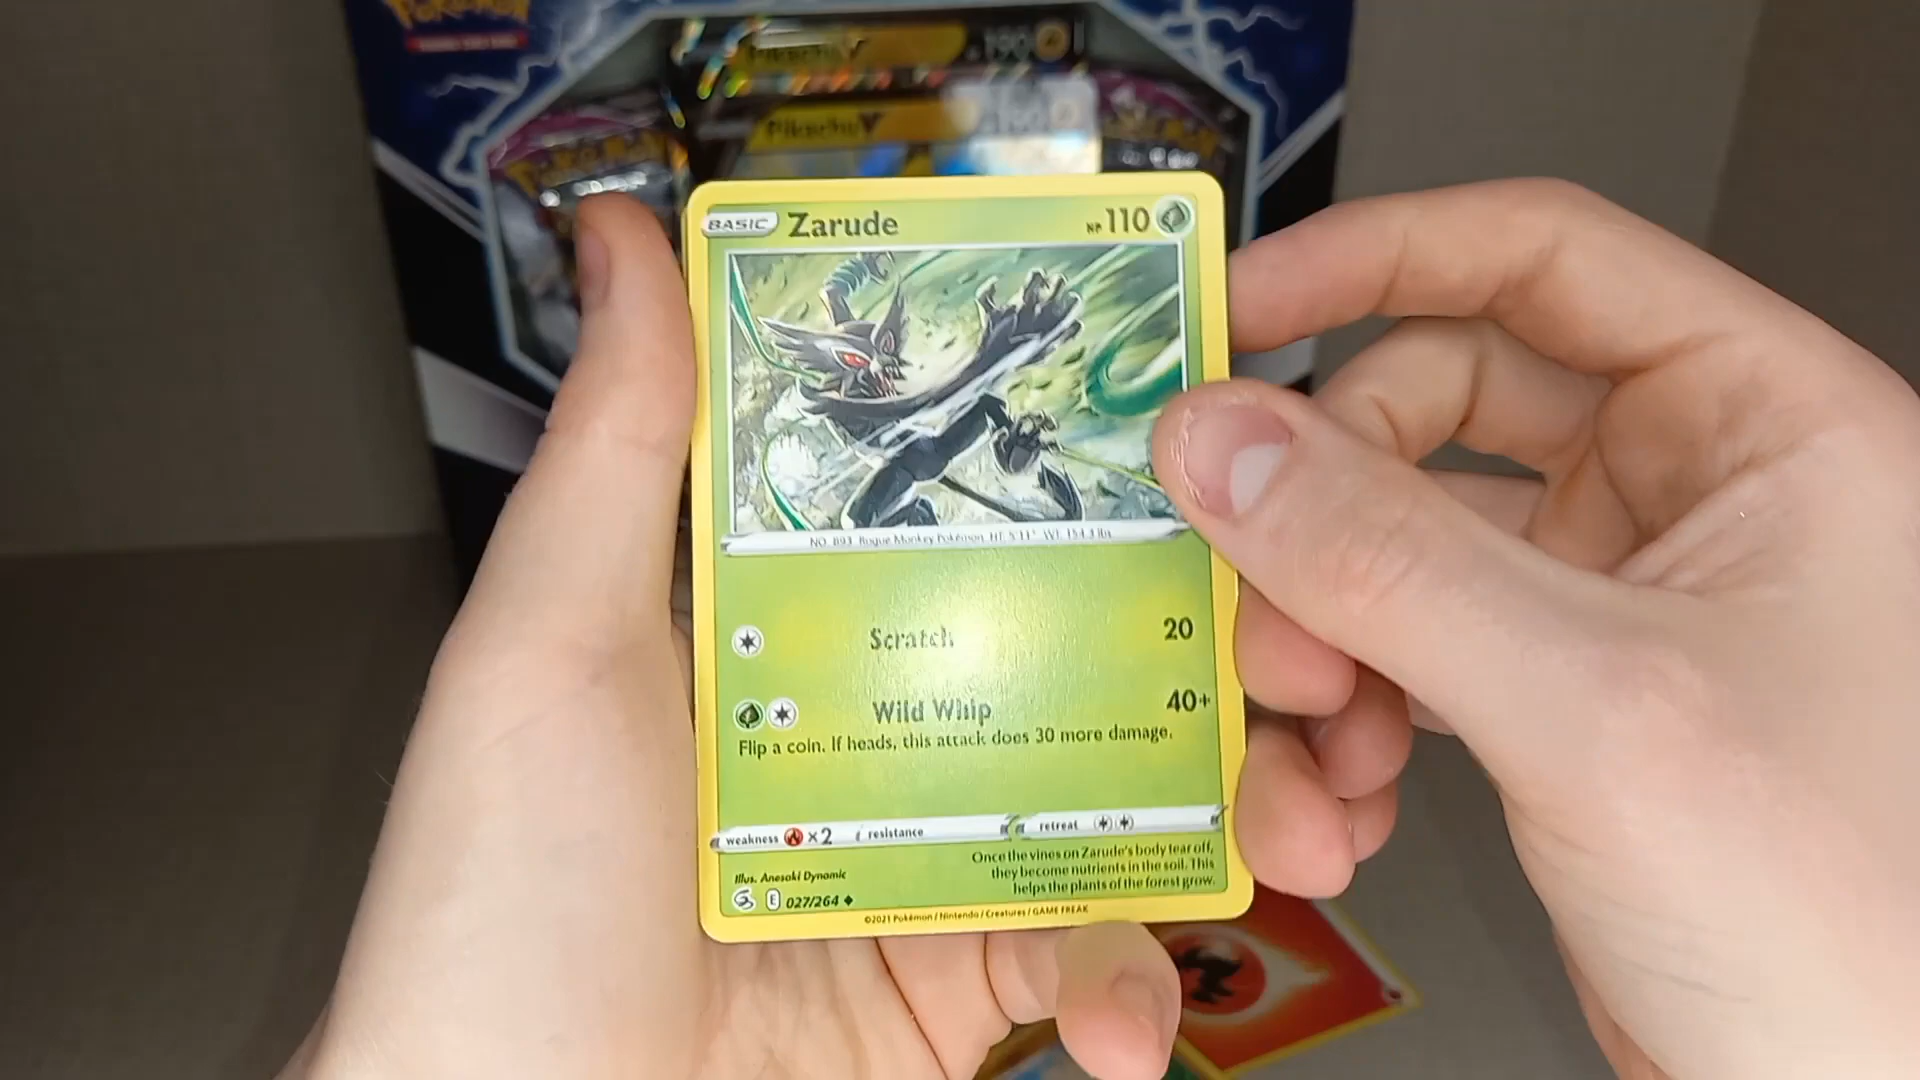 Pokémon
Pikachu V 190
Pikachu V 190
BASIC Zarude HP 110
NO. 893 Rogue Monkey Pokémon HT: 5'11" WT: 154.3 lbs
Scratch 20
Wild Whip 40+
Flip a coin. If heads, this attack does 30 more damage.
weakness ×2 resistance retreat
Once the vines on Zarude's body tear off,
they become nutrients in the soil. This
helps the plants of the forest grow.
Illus. Anesaki Dynamic
E 027/264
©2021 Pokémon / Nintendo / Creatures / GAME FREAK